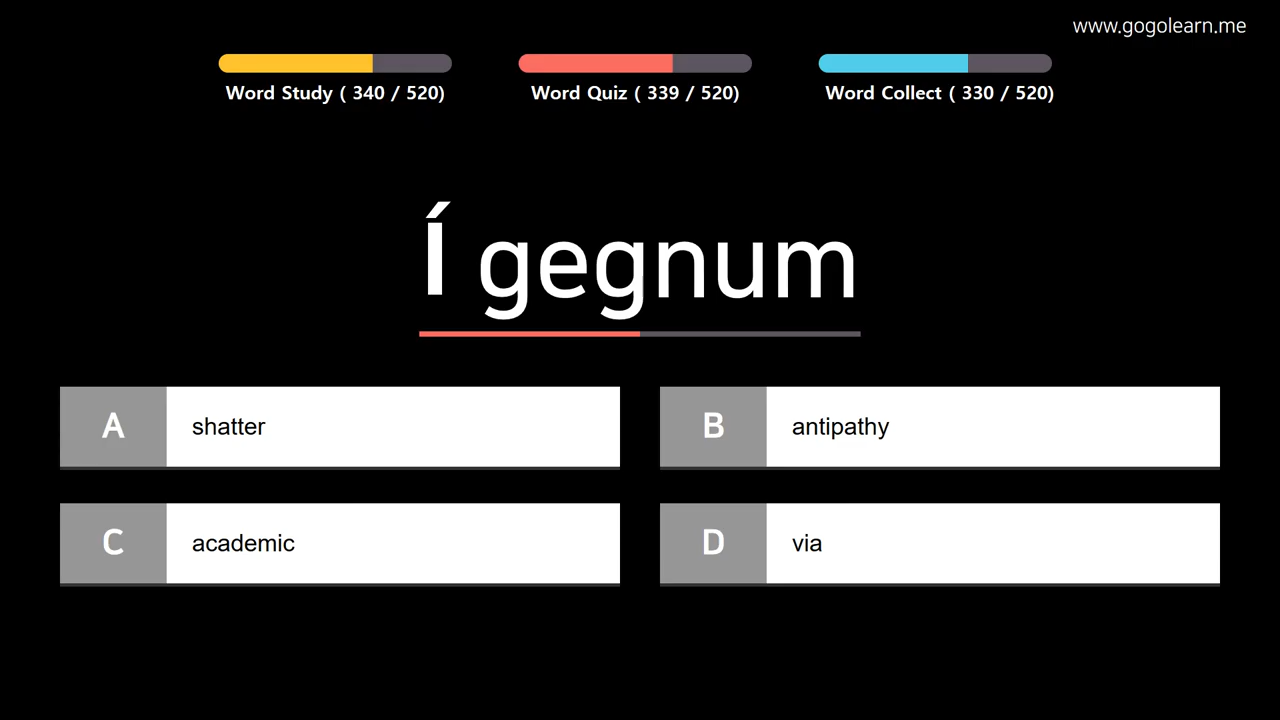 www.gogolearn.me
Word Study ( 340 / 520)
Word Quiz ( 339 / 520)
Word Collect ( 330 / 520)
Í gegnum
A shatter
B antipathy
C academic
D via